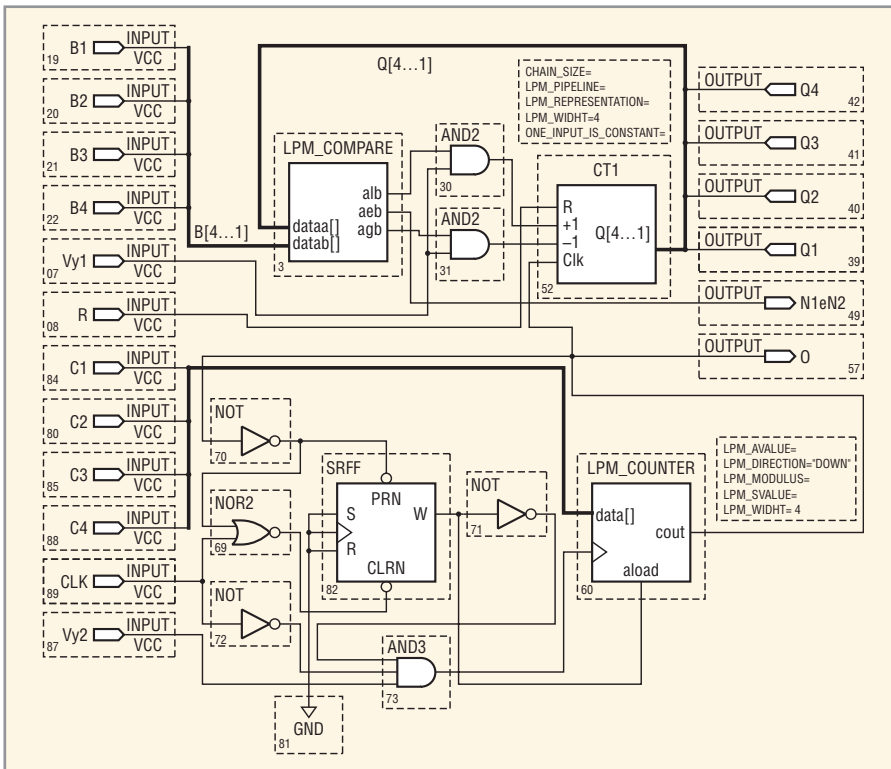 B1
INPUT
VCC
19
B2
INPUT
VCC
20
B3
INPUT
VCC
21
B4
INPUT
VCC
22
B[4...1]
Vy1
INPUT
VCC
07
R
INPUT
VCC
08
C1
INPUT
VCC
84
C2
INPUT
VCC
80
C3
INPUT
VCC
85
C4
INPUT
VCC
88
CLK
INPUT
VCC
89
Vy2
INPUT
VCC
87
Q[4...1]
LPM_COMPARE
alb
aeb
agb
dataa[]
datab[]
3
AND2
30
AND2
31
CHAIN_SIZE=
LPM_PIPELINE=
LPM_REPRESENTATION=
LPM_WIDHT=4
ONE_INPUT_IS_CONSTANT=
CT1
R
+1
–1
Clk
Q[4...1]
52
OUTPUT
Q4
42
OUTPUT
Q3
41
OUTPUT
Q2
40
OUTPUT
Q1
39
OUTPUT
N1eN2
49
OUTPUT
O
57
NOT
70
NOR2
69
NOT
72
SRFF
PRN
S
W
R
CLRN
82
NOT
71
AND3
73
GND
81
LPM_COUNTER
data[]
cout
aload
60
LPM_AVALUE=
LPM_DIRECTION="DOWN"
LPM_MODULUS=
LPM_SVALUE=
LPM_WIDHT= 4